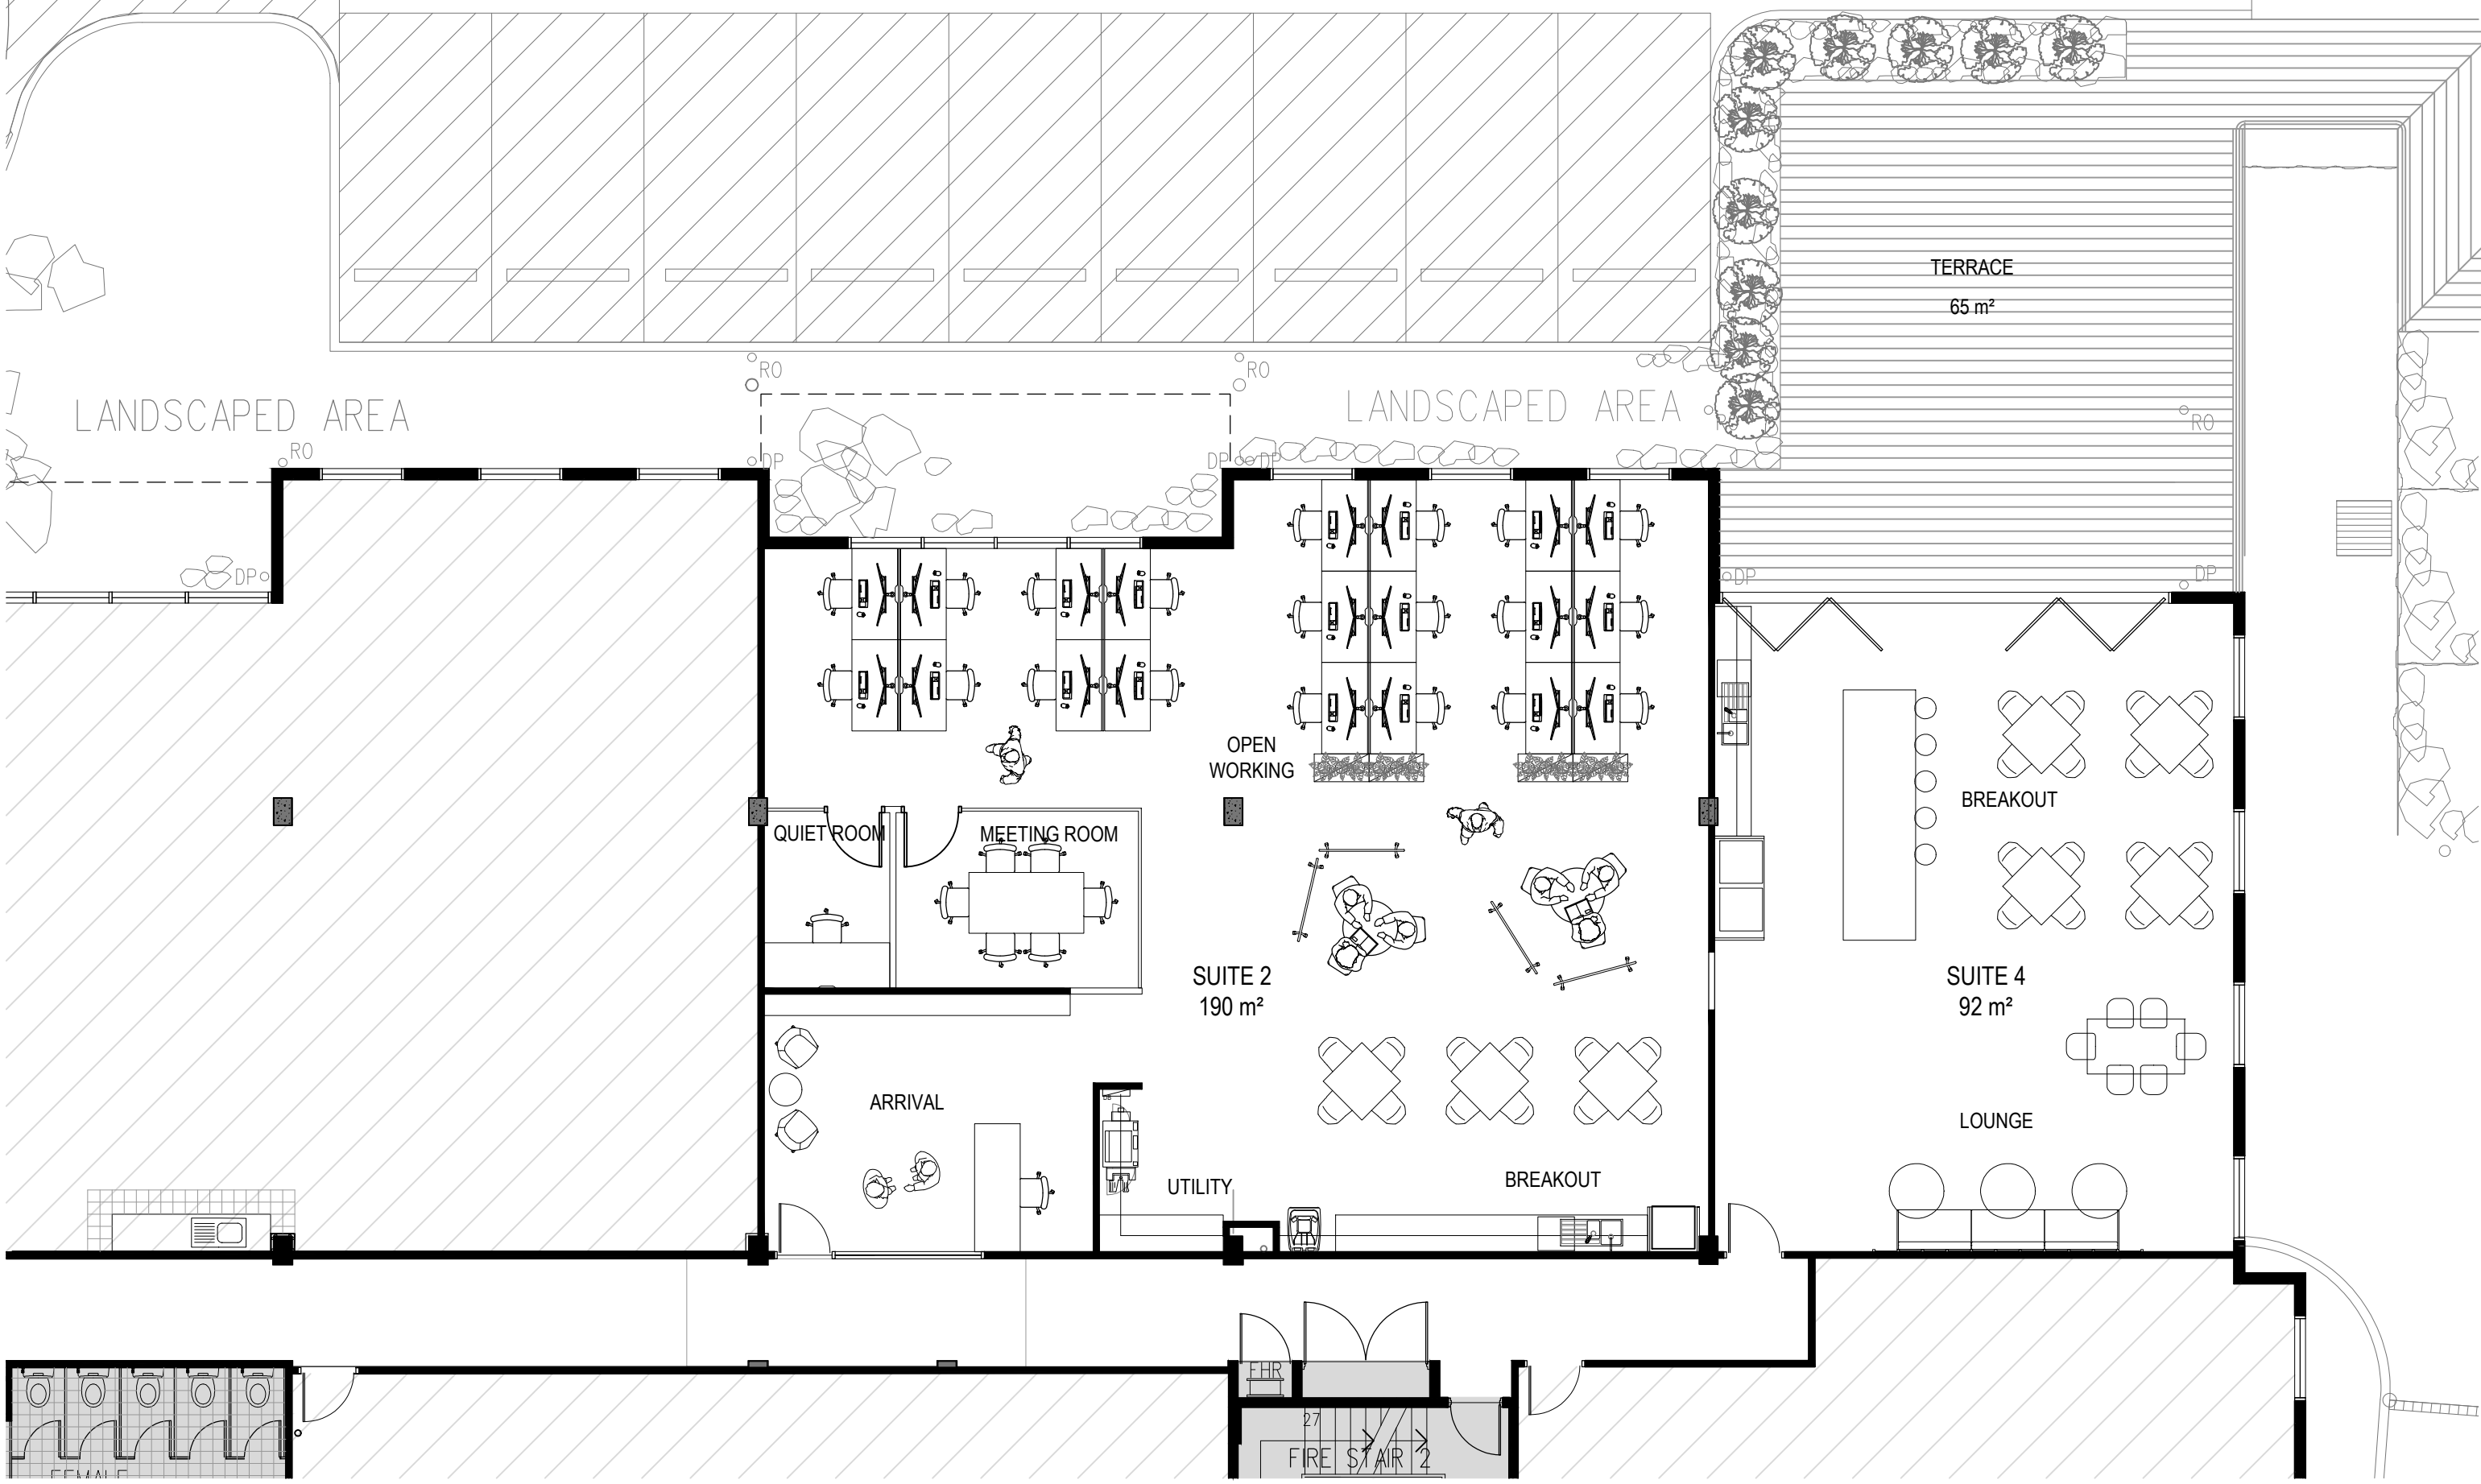 TERRACE
65 m²
RO
RO
LANDSCAPED AREA
LANDSCAPED AREA
RO
RO
DP
DP
DP
DP
DP
DP
OPEN
WORKING
BREAKOUT
QUIET ROOM
MEETING ROOM
SUITE 2
190 m²
SUITE 4
92 m²
ARRIVAL
LOUNGE
UTILITY
BREAKOUT
FHR
27
FIRE STAIR 2
FEMALE